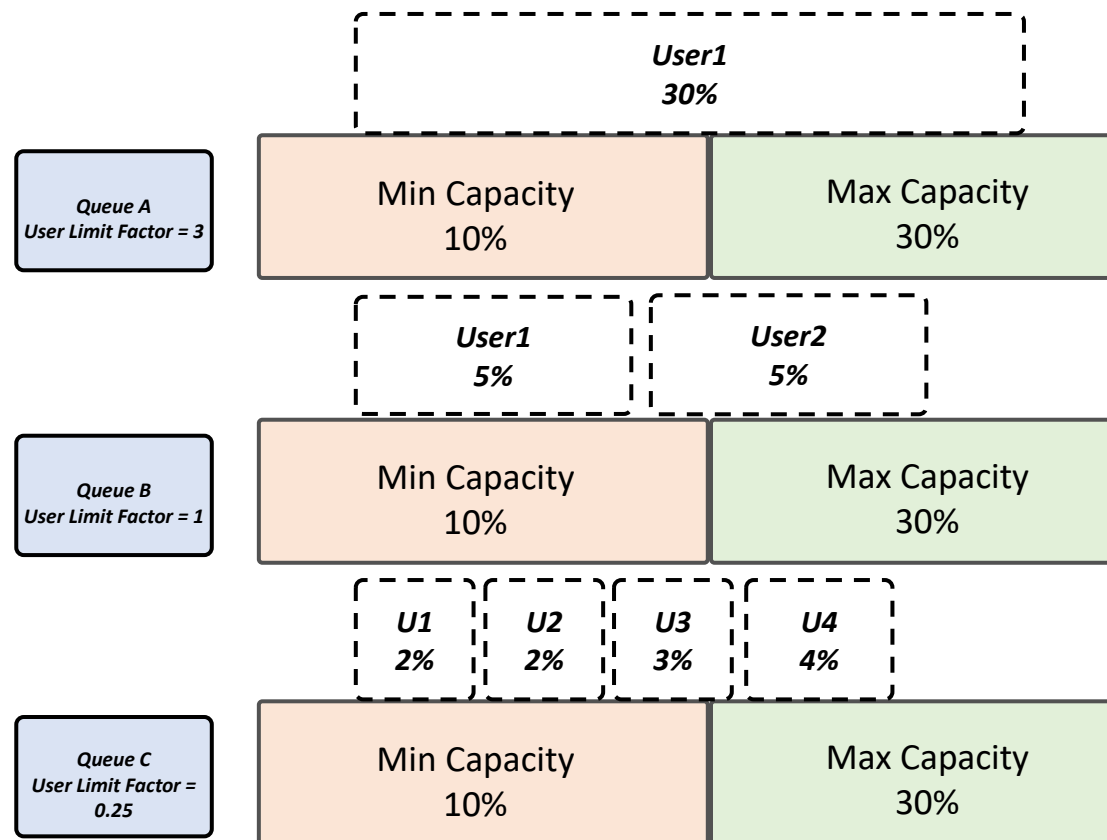 User1
30%
Queue A
User Limit Factor = 3
Min Capacity
10%
Max Capacity
30%
User1
5%
User2
5%
Queue B
User Limit Factor = 1
Min Capacity
10%
Max Capacity
30%
U1
2%
U2
2%
U3
3%
U4
4%
Queue C
User Limit Factor =
0.25
Min Capacity
10%
Max Capacity
30%